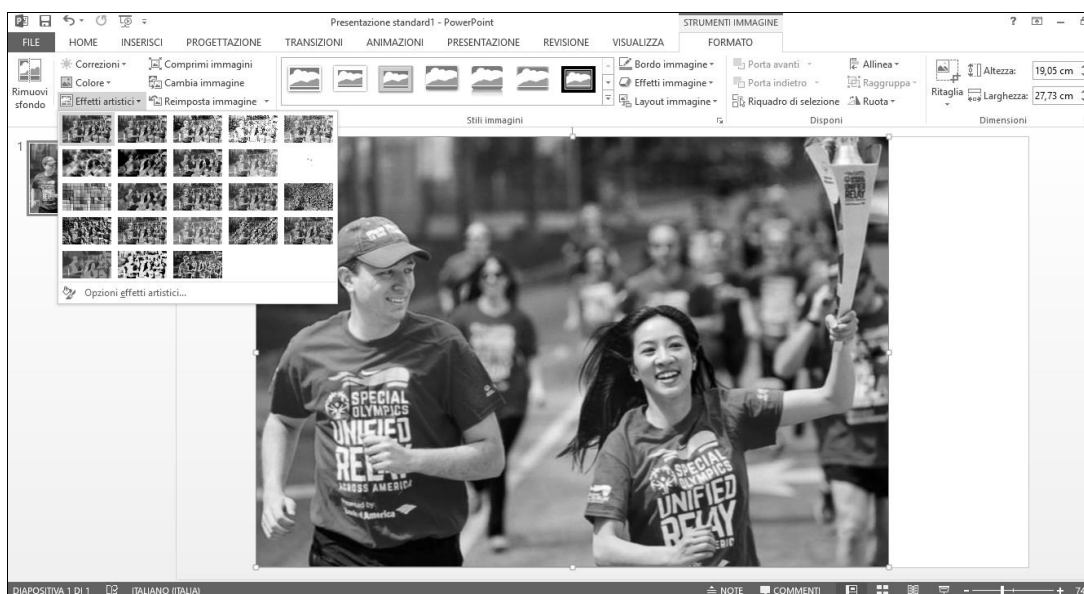 Presentazione standard1 - PowerPoint
STRUMENTI IMMAGINE
?
FILE HOME INSERISCI PROGETTAZIONE TRANSIZIONI ANIMAZIONI PRESENTAZIONE REVISIONE VISUALIZZA FORMATO
Rimuovi sfondo
Correzioni
Colore
Effetti artistici
Comprimi immagini
Cambia immagine
Reimposta immagine
Stili immagini
Bordo immagine
Effetti immagine
Layout immagine
Porta avanti
Porta indietro
Riquadro di selezione
Allinea
Raggruppa
Ruota
Disponi
Ritaglia
Altezza: 19,05 cm
Larghezza: 27,73 cm
Dimensioni
1
Opzioni effetti artistici...
SPECIAL
OLYMPICS
UNIFIED
RELAY
ACROSS AMERICA
America
SPECIAL
OLYMPICS
UNIFIED
RELAY
DIAPOSITIVA 1 DI 1 ITALIANO (ITALIA) NOTE COMMENTI